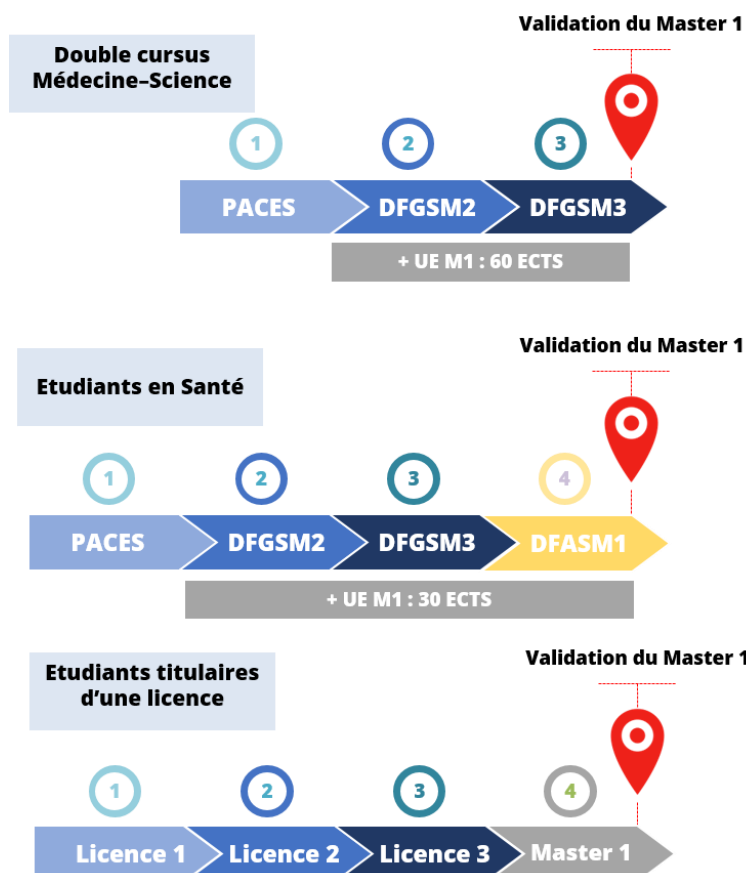 Validation du Master 1
Double cursus
Médecine–Science
1
2
3
PACES
DFGSM2
DFGSM3
+ UE M1 : 60 ECTS
Validation du Master 1
Etudiants en Santé
1
2
3
4
PACES
DFGSM2
DFGSM3
DFASM1
+ UE M1 : 30 ECTS
Validation du Master 1
Etudiants titulaires
d’une licence
1
2
3
4
Licence 1
Licence 2
Licence 3
Master 1